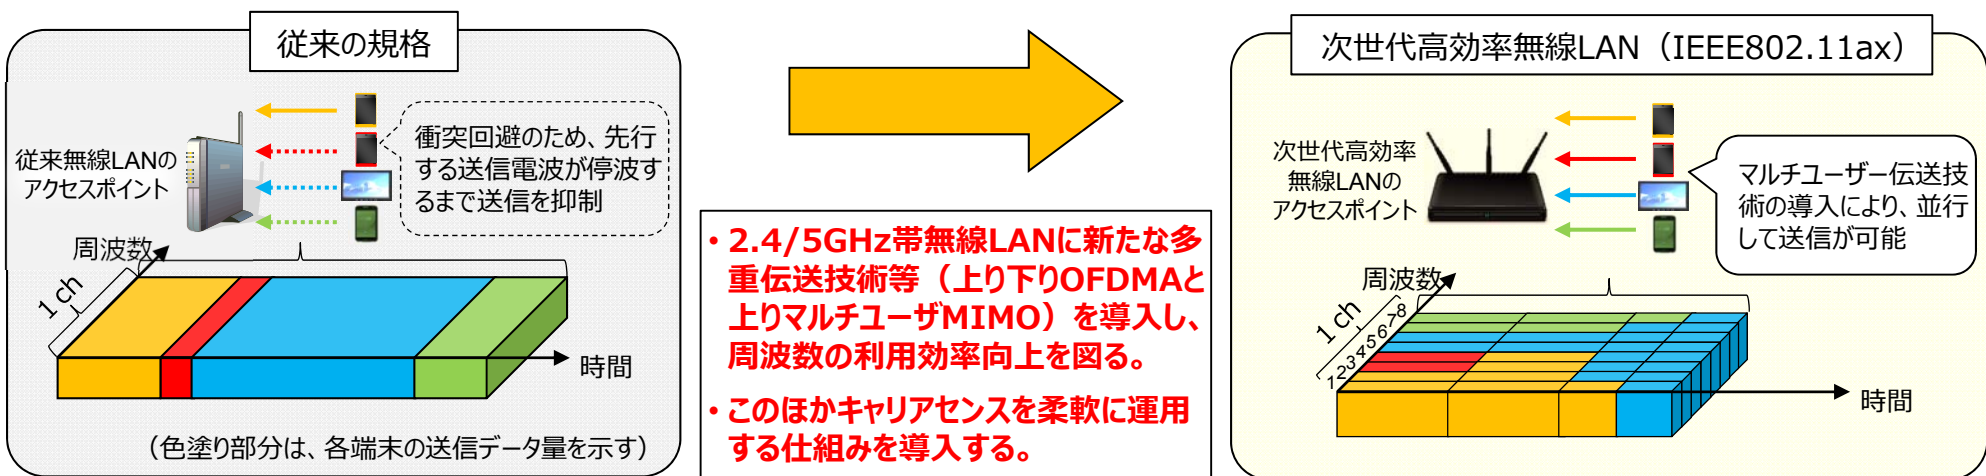 従来の規格
従来無線LANの
アクセスポイント
衝突回避のため、先行
する送信電波が停波す
るまで送信を抑制
周波数
1 ch
時間
（色塗り部分は、各端末の送信データ量を示す）
・2.4/5GHz帯無線LANに新たな多
重伝送技術等（上り下りOFDMAと
上りマルチユーザMIMO）を導入し、
周波数の利用効率向上を図る。
・このほかキャリアセンスを柔軟に運用
する仕組みを導入する。
次世代高効率無線LAN（IEEE802.11ax）
次世代高効率
無線LANの
アクセスポイント
マルチユーザー伝送技
術の導入により、並行
して送信が可能
周波数
1 ch
1 2 3 4 5 6 7 8
時間